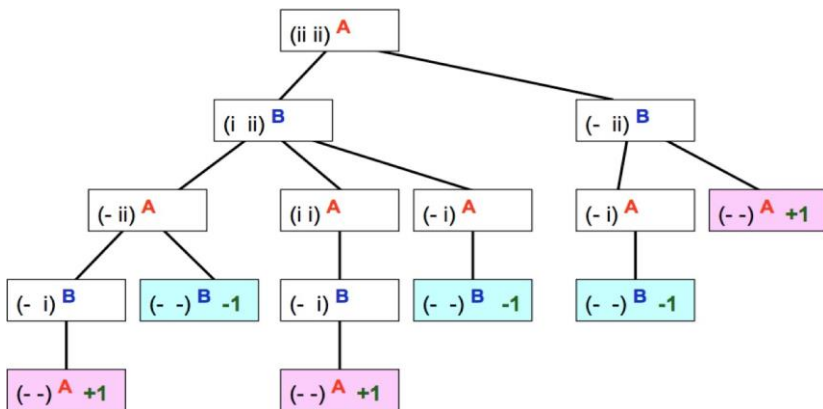 (ii ii) A
(i ii) B
(- ii) B
(- ii) A
(i i) A
(- i) A
(- i) A
(- -) A +1
(- i) B
(- -) B -1
(- i) B
(- -) B -1
(- -) B -1
(- -) A +1
(- -) A +1